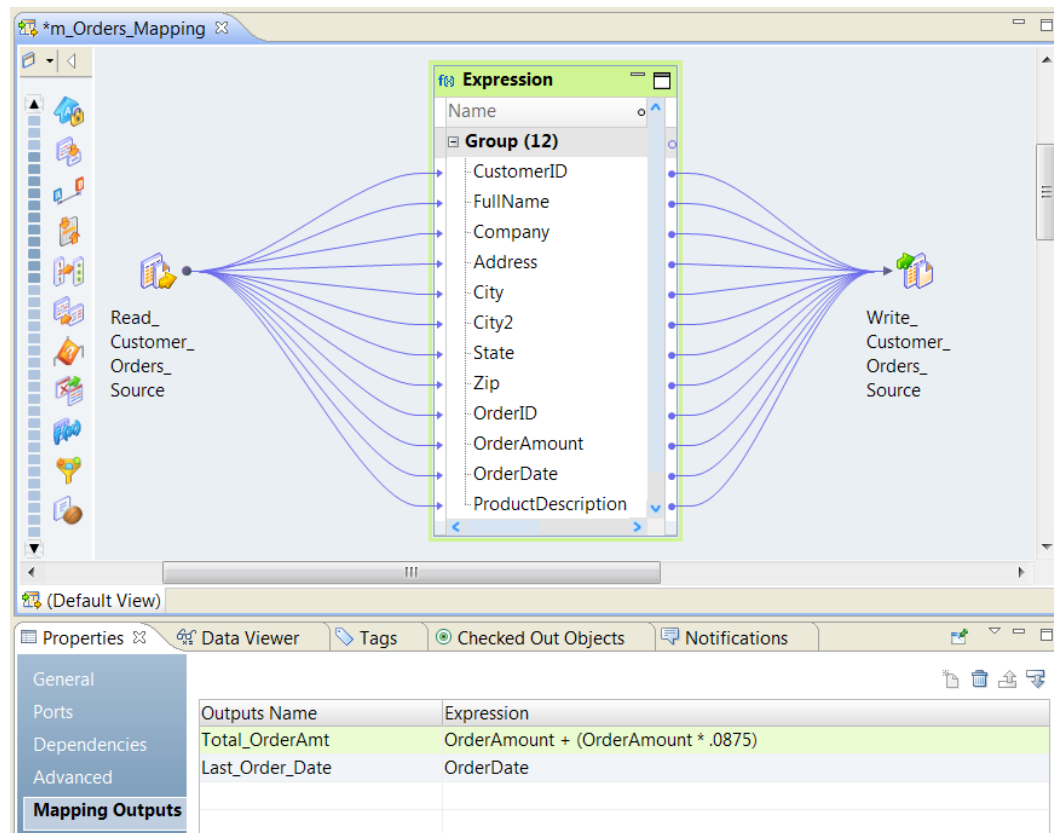 *m_Orders_Mapping
f(x) Expression
Name
Group (12)
CustomerID
FullName
Company
Address
City
City2
State
Zip
OrderID
OrderAmount
OrderDate
ProductDescription
Read_
Customer_
Orders_
Source
Write_
Customer_
Orders_
Source
(Default View)
Properties Data Viewer Tags Checked Out Objects Notifications
General
Ports
Dependencies
Advanced
Mapping Outputs
Outputs Name Expression
Total_OrderAmt OrderAmount + (OrderAmount * .0875)
Last_Order_Date OrderDate